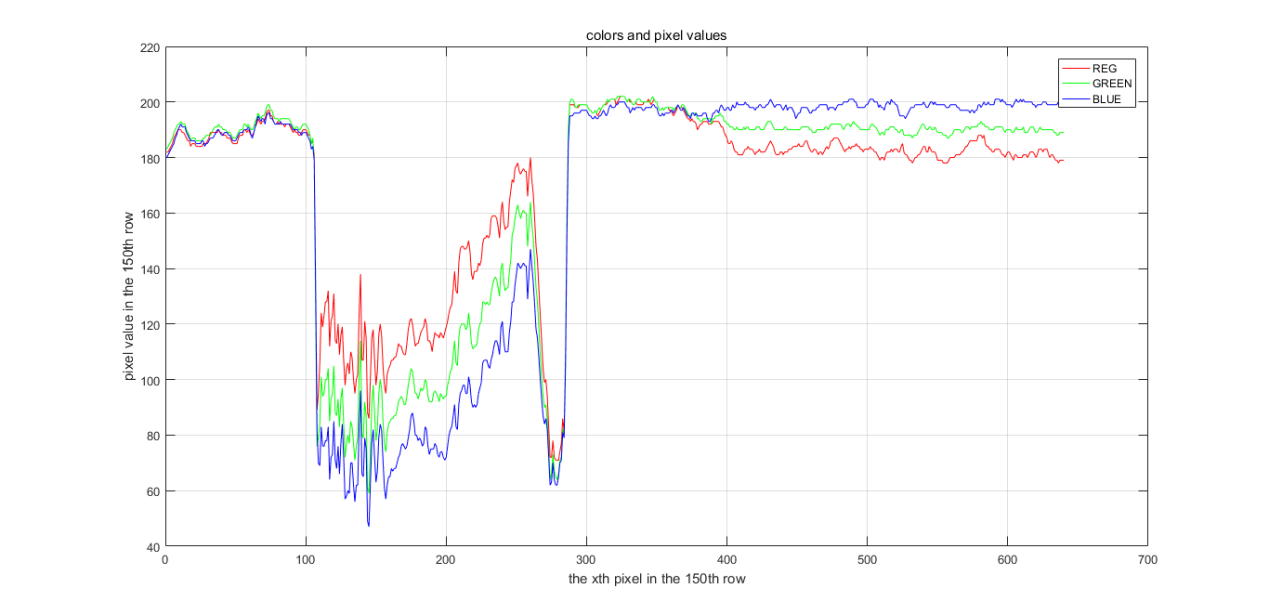 colors and pixel values
REG
GREEN
BLUE
pixel value in the 150th row
220
200
180
160
140
120
100
80
60
40
0 100 200 300 400 500 600 700
the xth pixel in the 150th row